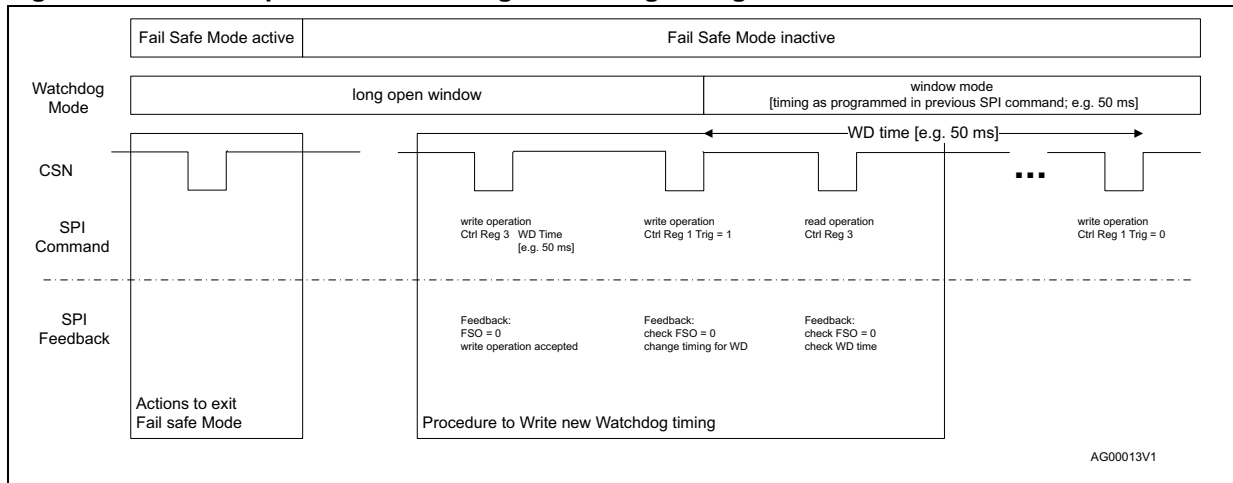 Fail Safe Mode active
Fail Safe Mode inactive
Watchdog
Mode
long open window
window mode
[timing as programmed in previous SPI command; e.g. 50 ms]
WD time [e.g. 50 ms]
CSN
...
SPI
Command
write operation
Ctrl Reg 3 WD Time
[e.g. 50 ms]
write operation
Ctrl Reg 1 Trig = 1
read operation
Ctrl Reg 3
write operation
Ctrl Reg 1 Trig = 0
SPI
Feedback
Feedback:
FSO = 0
write operation accepted
Feedback:
check FSO = 0
change timing for WD
Feedback:
check FSO = 0
check WD time
Actions to exit
Fail safe Mode
Procedure to Write new Watchdog timing
AG00013V1